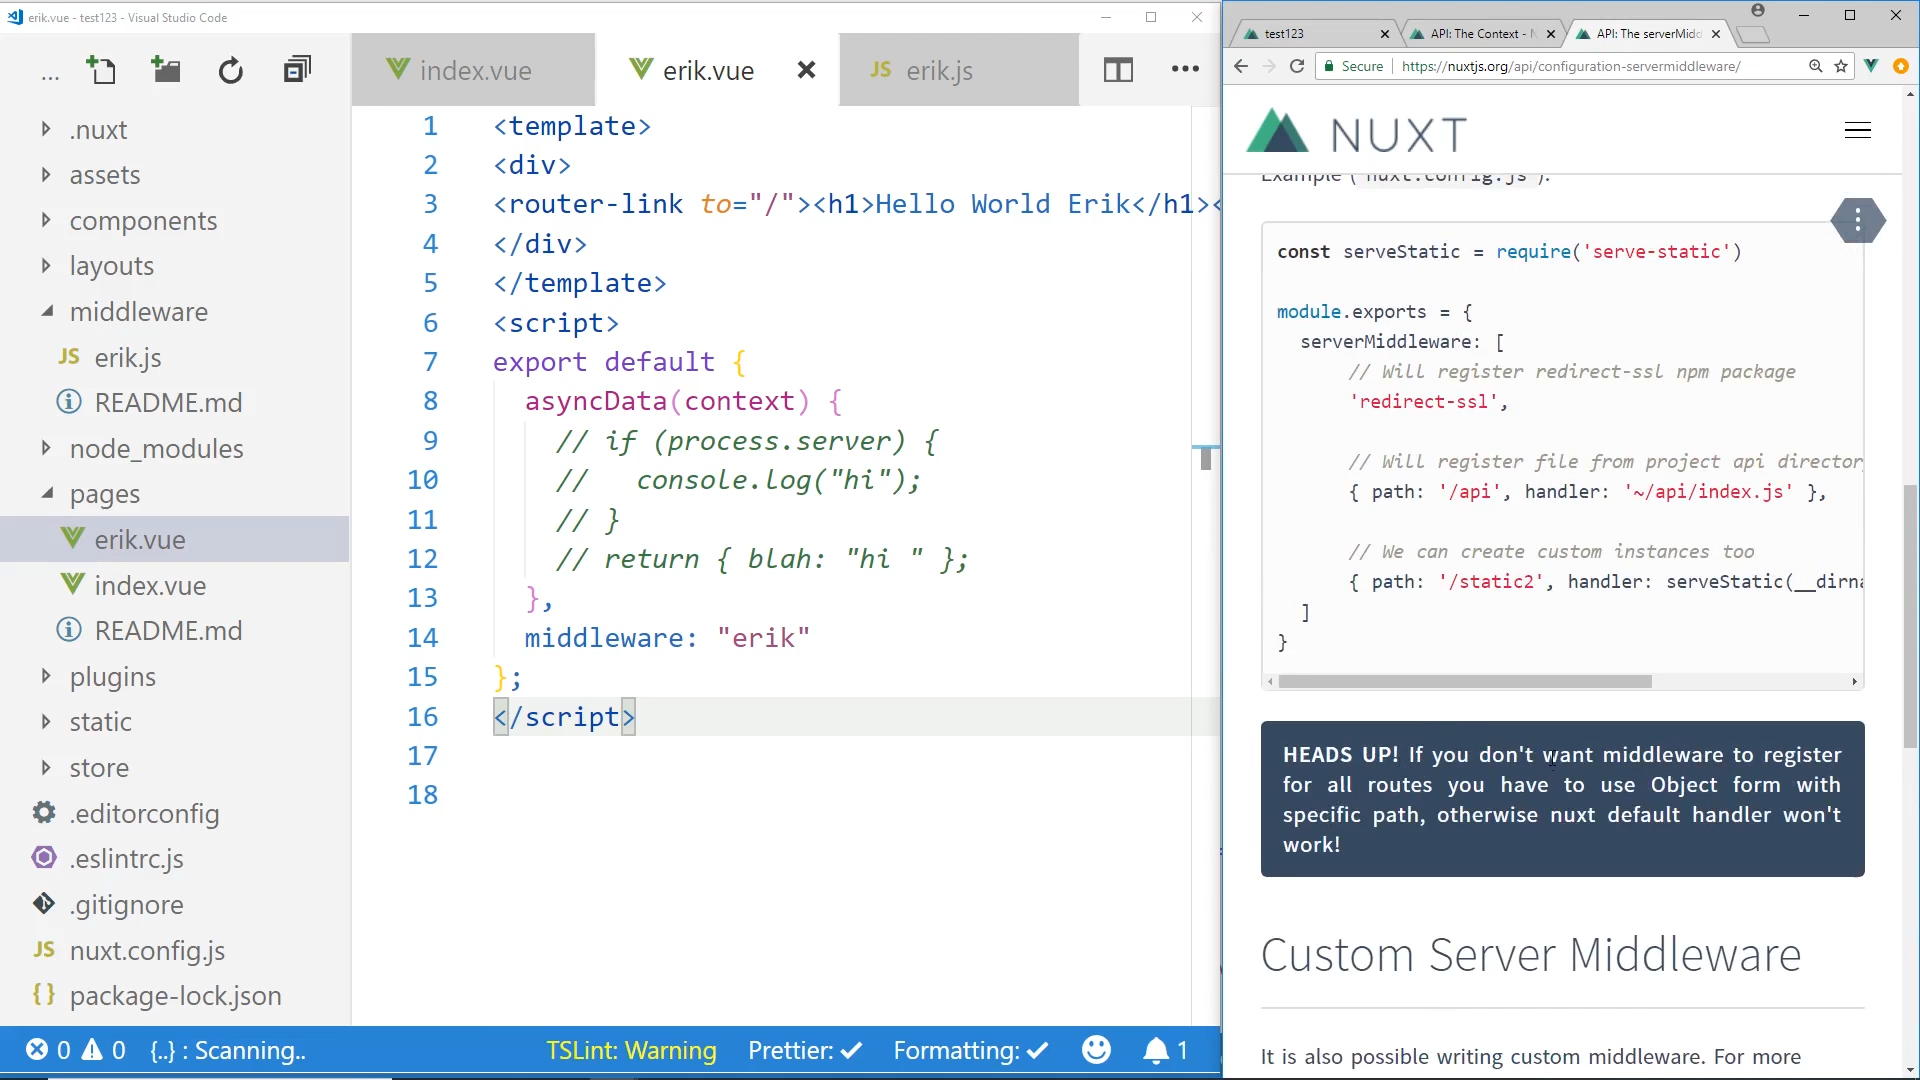 erik.vue - test123 - Visual Studio Code
...
index.vue
erik.vue
JS erik.js
.nuxt
assets
components
layouts
middleware
JS erik.js
README.md
node_modules
pages
erik.vue
index.vue
README.md
plugins
static
store
.editorconfig
.eslintrc.js
.gitignore
JS nuxt.config.js
{} package-lock.json
1 <template>
2 <div>
3 <router-link to="/"><h1>Hello World Erik</h1><
4 </div>
5 </template>
6 <script>
7 export default {
8 asyncData(context) {
9 // if (process.server) {
10 //   console.log("hi");
11 // }
12 // return { blah: "hi " };
13 },
14 middleware: "erik"
15 };
16 </script>
17
18
0 0 {..} : Scanning..
TSLint: Warning
Prettier: ✓
Formatting: ✓
1
test123
API: The Context - N
API: The serverMidd
Secure
https://nuxtjs.org/api/configuration-servermiddleware/
NUXT
Example ( nuxt.config.js ):
const serveStatic = require('serve-static')
module.exports = {
serverMiddleware: [
// Will register redirect-ssl npm package
'redirect-ssl',
// Will register file from project api director
{ path: '/api', handler: '~/api/index.js' },
// We can create custom instances too
{ path: '/static2', handler: serveStatic(__dirna
]
}
HEADS UP! If you don't want middleware to register
for all routes you have to use Object form with
specific path, otherwise nuxt default handler won't
work!
Custom Server Middleware
It is also possible writing custom middleware. For more